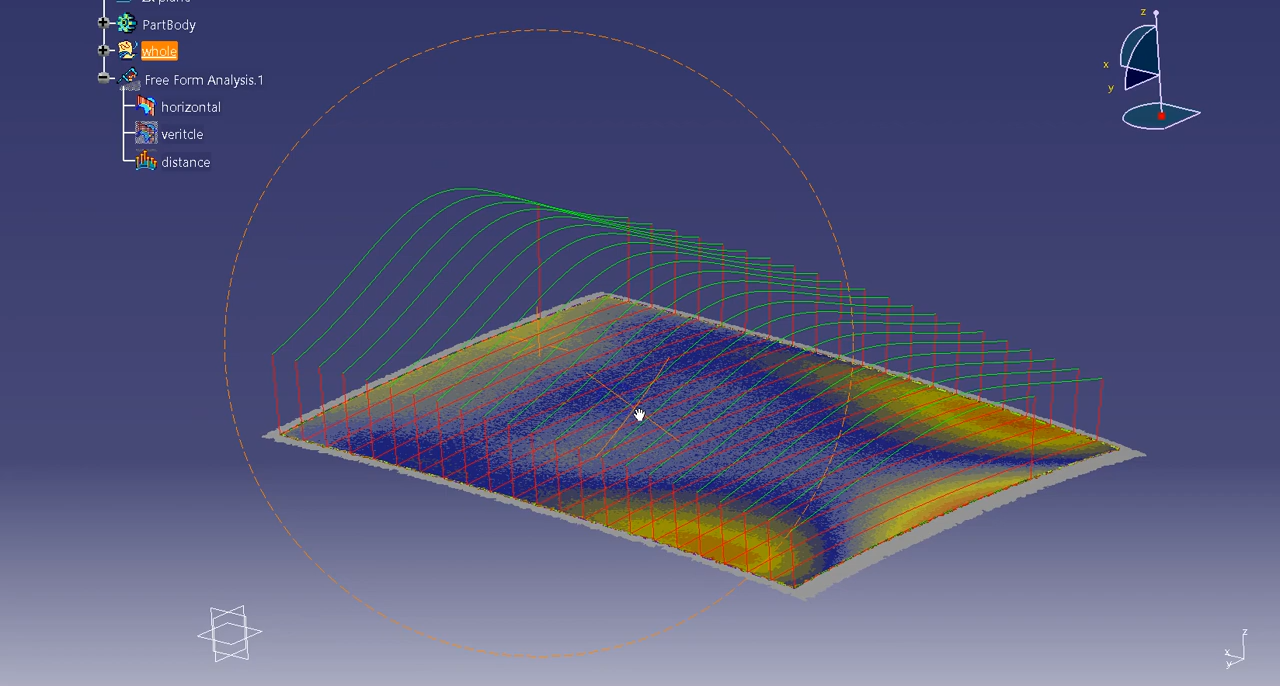 PartBody
whole
Free Form Analysis.1
horizontal
veritcle
distance
z
x
y
z
x
y